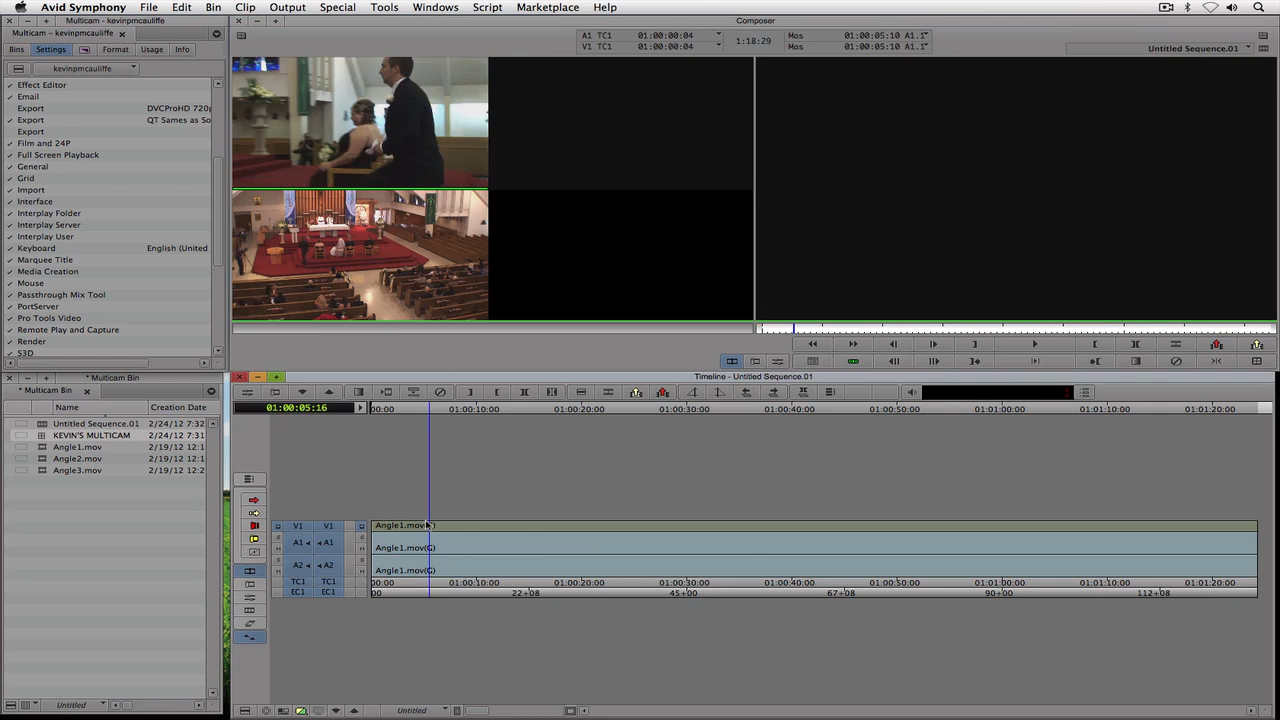 Avid Symphony File Edit Bin Clip Output Special Tools Windows Script Marketplace Help
Multicam - kevinpmcauliffe
Composer
Multicam - kevinpmcauliffe
Bins Settings Format Usage Info
kevinpmcauliffe
A1 TC1 01:00:00:04
V1 TC1 01:00:00:04
1:18:29
Mas 01:00:05:10 A1.1
Mas 01:00:05:10 A1.1
Untitled Sequence.01
Effect Editor
Email
Export DVCProHD 720p
Export QT Sames as So
Export
Film and 24P
Full Screen Playback
General
Grid
Import
Interface
Interplay Folder
Interplay Server
Interplay User
Keyboard English (United
Marquee Title
Media Creation
Mouse
Passthrough Mix Tool
PortServer
Pro Tools Video
Remote Play and Capture
Render
S3D
* Multicam Bin
Timeline - Untitled Sequence.01
* Multicam Bin
Name Creation Date
Untitled Sequence.01 2/24/12 7:32
KEVIN'S MULTICAM 2/24/12 7:31
Angle1.mov 2/19/12 12:1
Angle2.mov 2/19/12 12:1
Angle3.mov 2/19/12 12:2
Untitled
01:00:05:16
00:00 01:00:10:00 01:00:20:00 01:00:30:00 01:00:40:00 01:00:50:00 01:01:00:00 01:01:10:00 01:01:20:00
V1 V1 Angle1.mov
A1 A1 Angle1.mov(G)
A2 A2 Angle1.mov(G)
TC1 TC1 00:00 01:00:10:00 01:00:20:00 01:00:30:00 01:00:40:00 01:00:50:00 01:01:00:00 01:01:10:00 01:01:20:00
EC1 EC1 00 22+08 45+00 67+08 90+00 112+08
Untitled